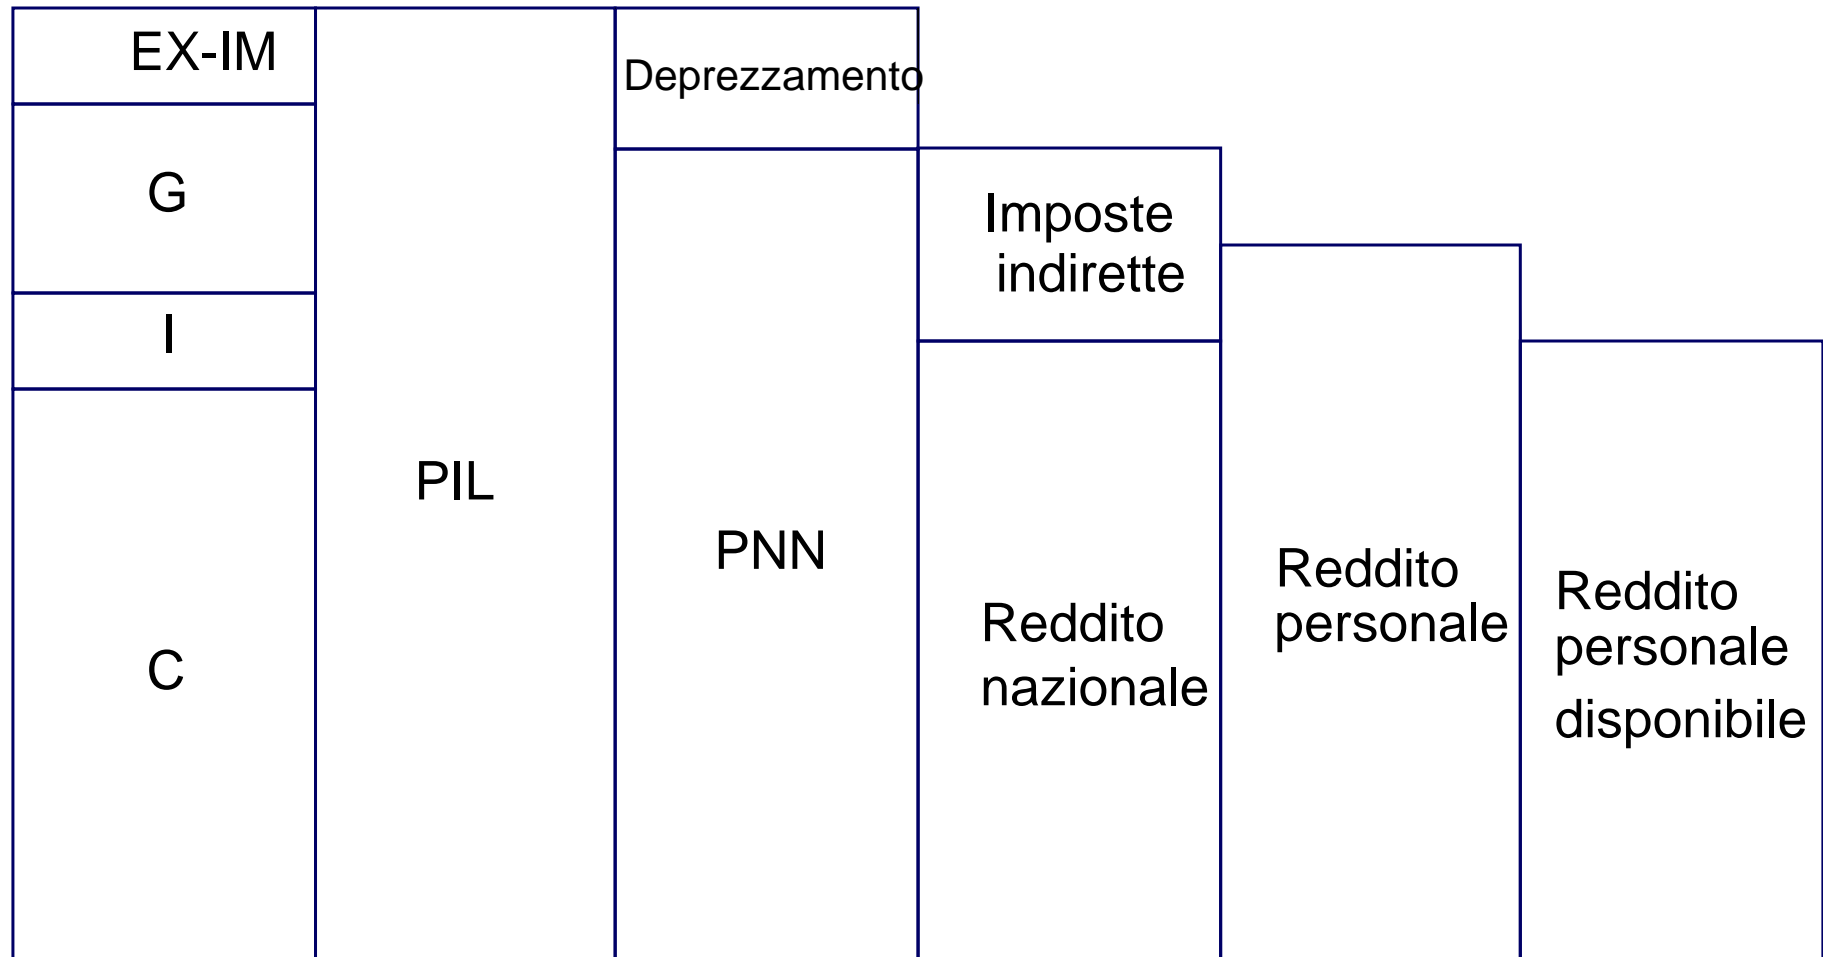 EX-IM
G
I
C
PIL
Deprezzamento
PNN
Imposte
indirette
Reddito
nazionale
Reddito
personale
Reddito
personale
disponibile